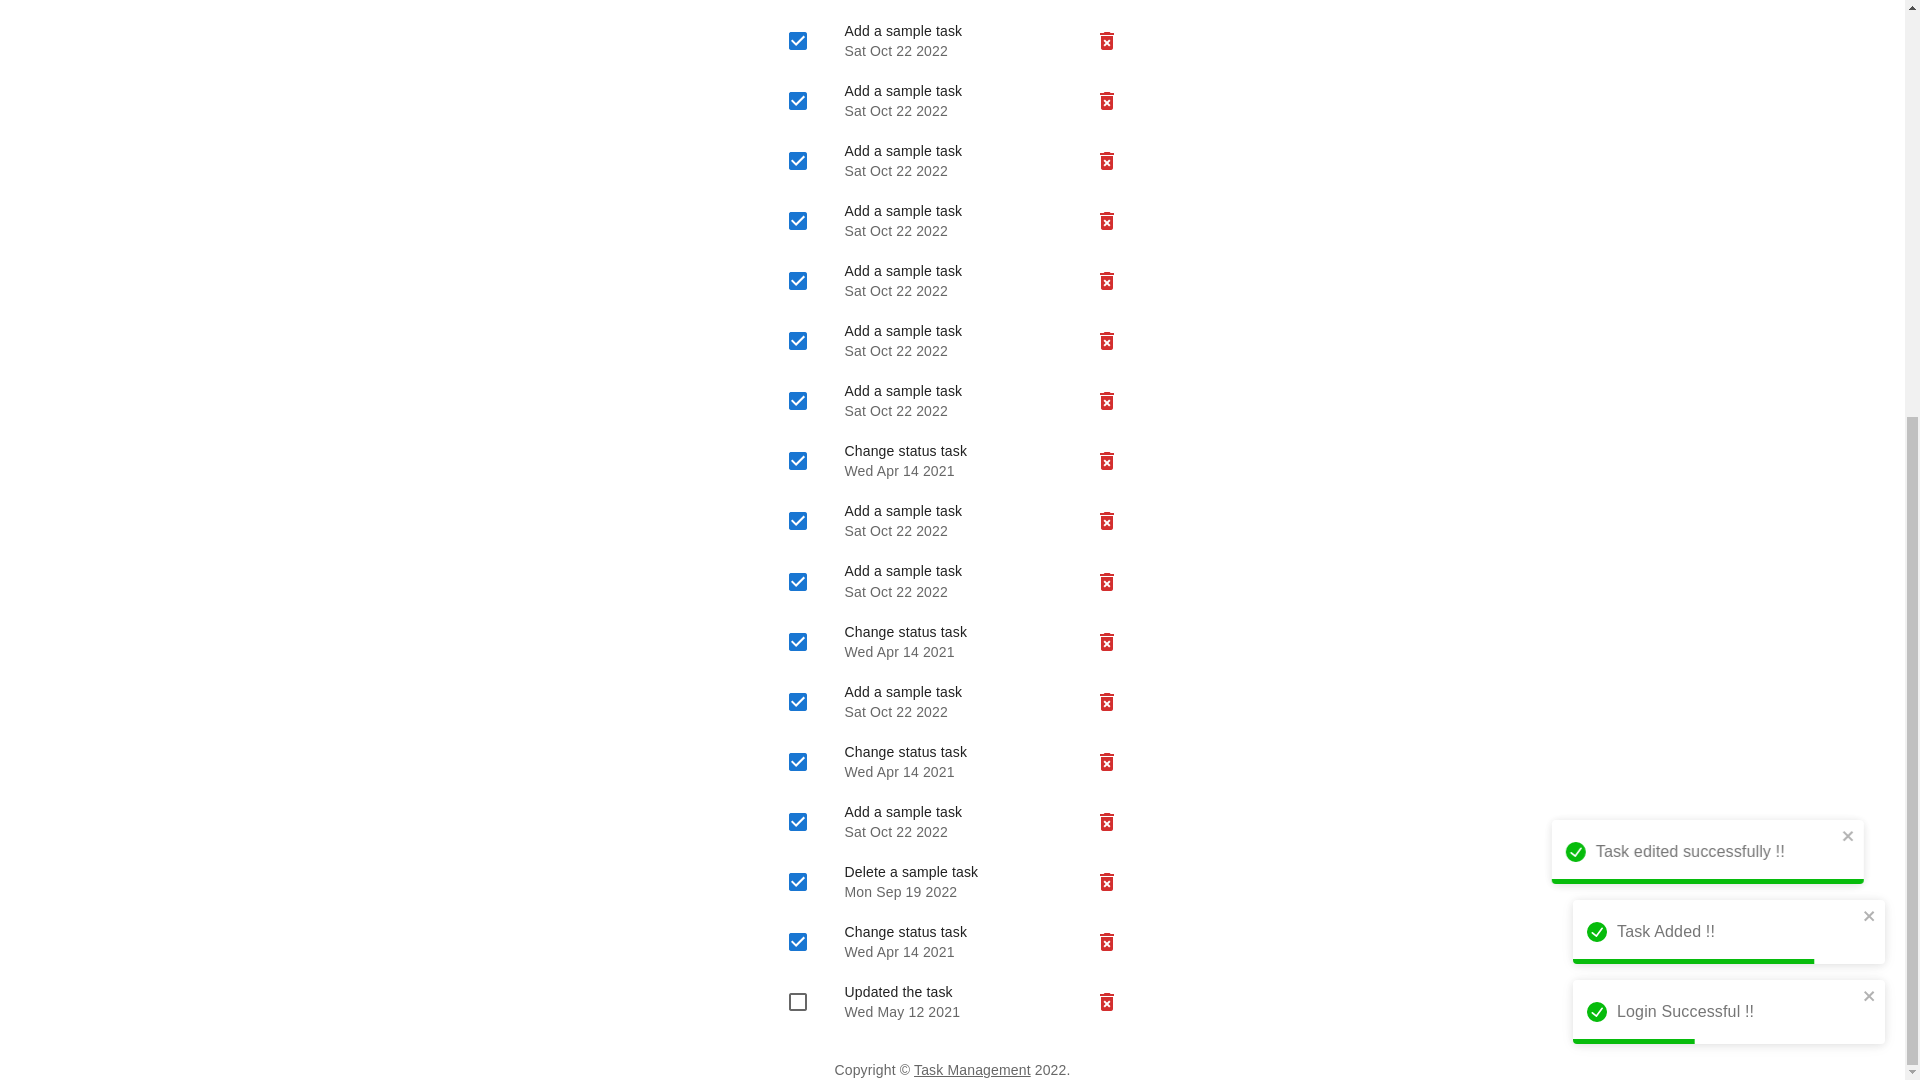 Add a sample task
Sat Oct 22 2022
Add a sample task
Sat Oct 22 2022
Add a sample task
Sat Oct 22 2022
Add a sample task
Sat Oct 22 2022
Add a sample task
Sat Oct 22 2022
Add a sample task
Sat Oct 22 2022
Add a sample task
Sat Oct 22 2022
Change status task
Wed Apr 14 2021
Add a sample task
Sat Oct 22 2022
Add a sample task
Sat Oct 22 2022
Change status task
Wed Apr 14 2021
Add a sample task
Sat Oct 22 2022
Change status task
Wed Apr 14 2021
Add a sample task
Sat Oct 22 2022
Delete a sample task
Mon Sep 19 2022
Change status task
Wed Apr 14 2021
Updated the task
Wed May 12 2021
Copyright © Task Management 2022.
Task edited successfully !!
Task Added !!
Login Successful !!